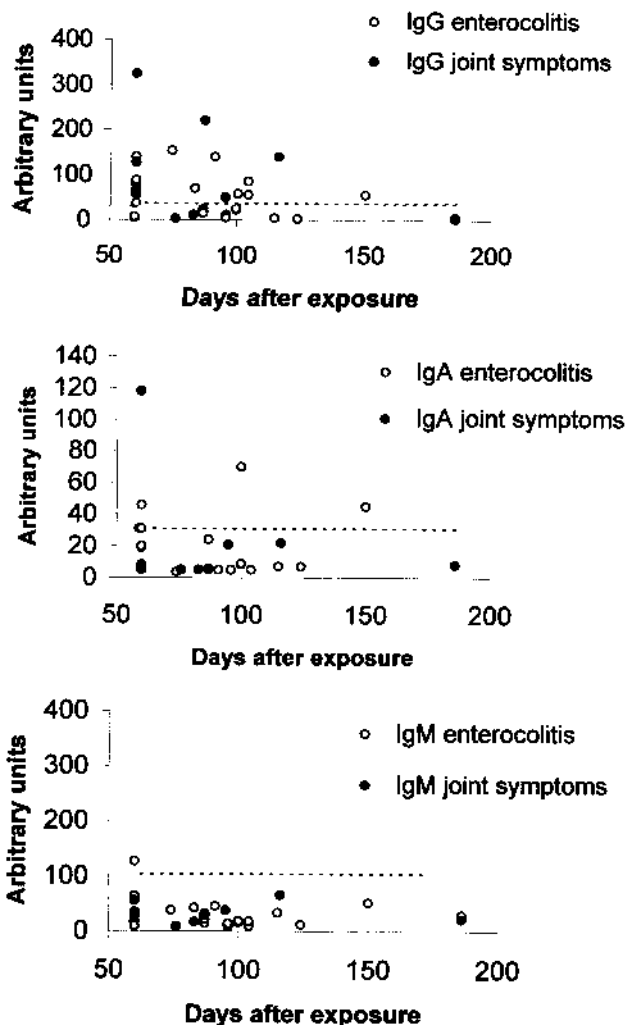 IgG enterocolitis
IgG joint symptoms
Arbitrary units
400
300
200
100
0
50
100
150
200
Days after exposure
IgA enterocolitis
IgA joint symptoms
Arbitrary units
140
120
100
80
60
40
20
0
50
100
150
200
Days after exposure
IgM enterocolitis
IgM joint symptoms
Arbitrary units
400
300
200
100
0
50
100
150
200
Days after exposure